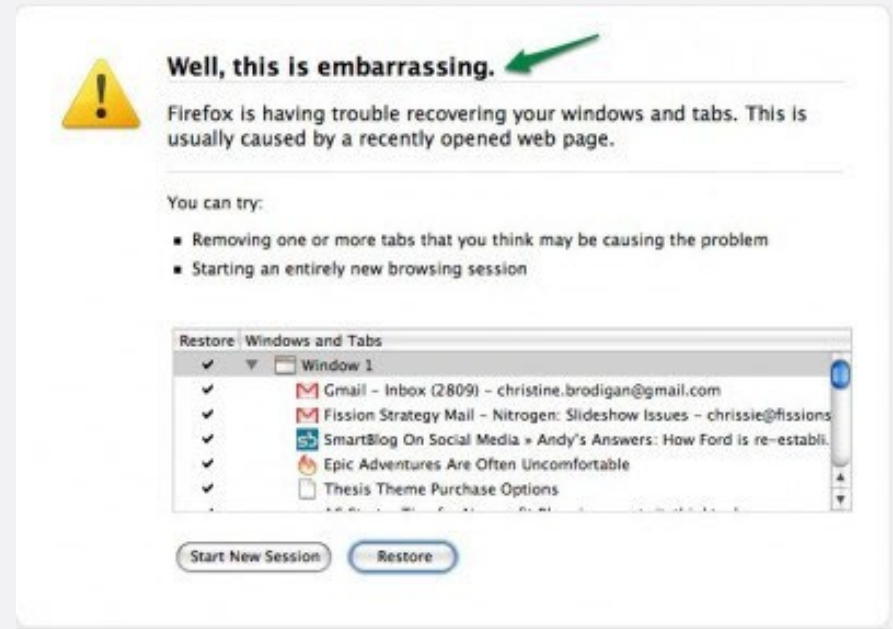 Well, this is embarrassing.
Firefox is having trouble recovering your windows and tabs. This is
usually caused by a recently opened web page.
You can try:
▪ Removing one or more tabs that you think may be causing the problem
▪ Starting an entirely new browsing session
Restore Windows and Tabs
Window 1
Gmail – Inbox (2809) – christine.brodigan@gmail.com
Fission Strategy Mail – Nitrogen: Slideshow Issues – chrissie@fissions
SmartBlog On Social Media » Andy's Answers: How Ford is re-establi..
Epic Adventures Are Often Uncomfortable
Thesis Theme Purchase Options
Start New Session Restore